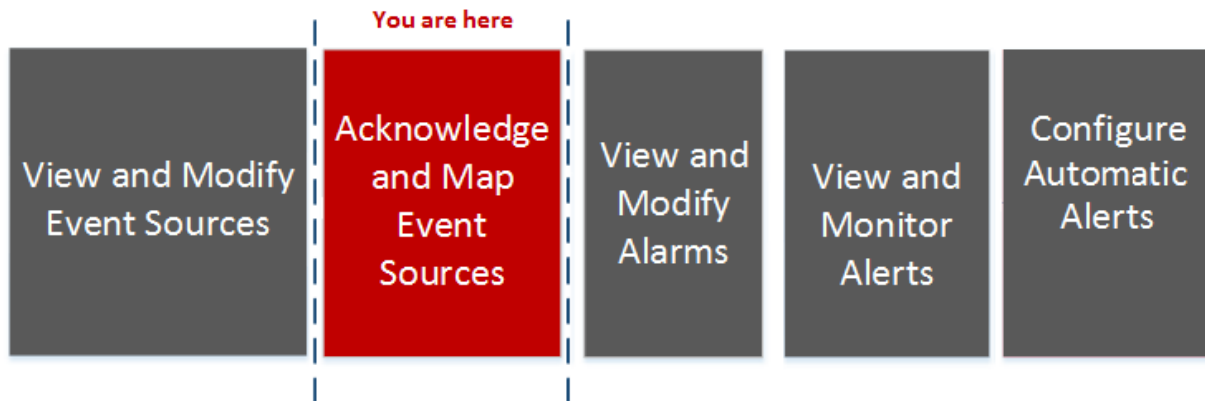 You are here
View and Modify
Event Sources
Acknowledge
and Map
Event
Sources
View and
Modify
Alarms
View and
Monitor
Alerts
Configure
Automatic
Alerts